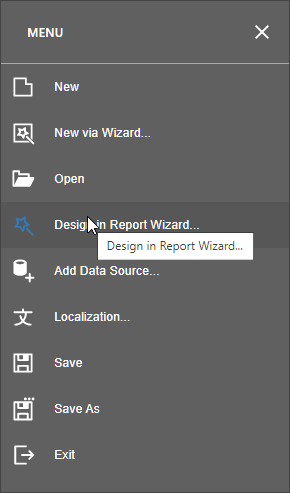 MENU
New
New via Wizard...
Open
Design in Report Wizard...
Design in Report Wizard...
Add Data Source...
Localization...
Save
Save As
Exit